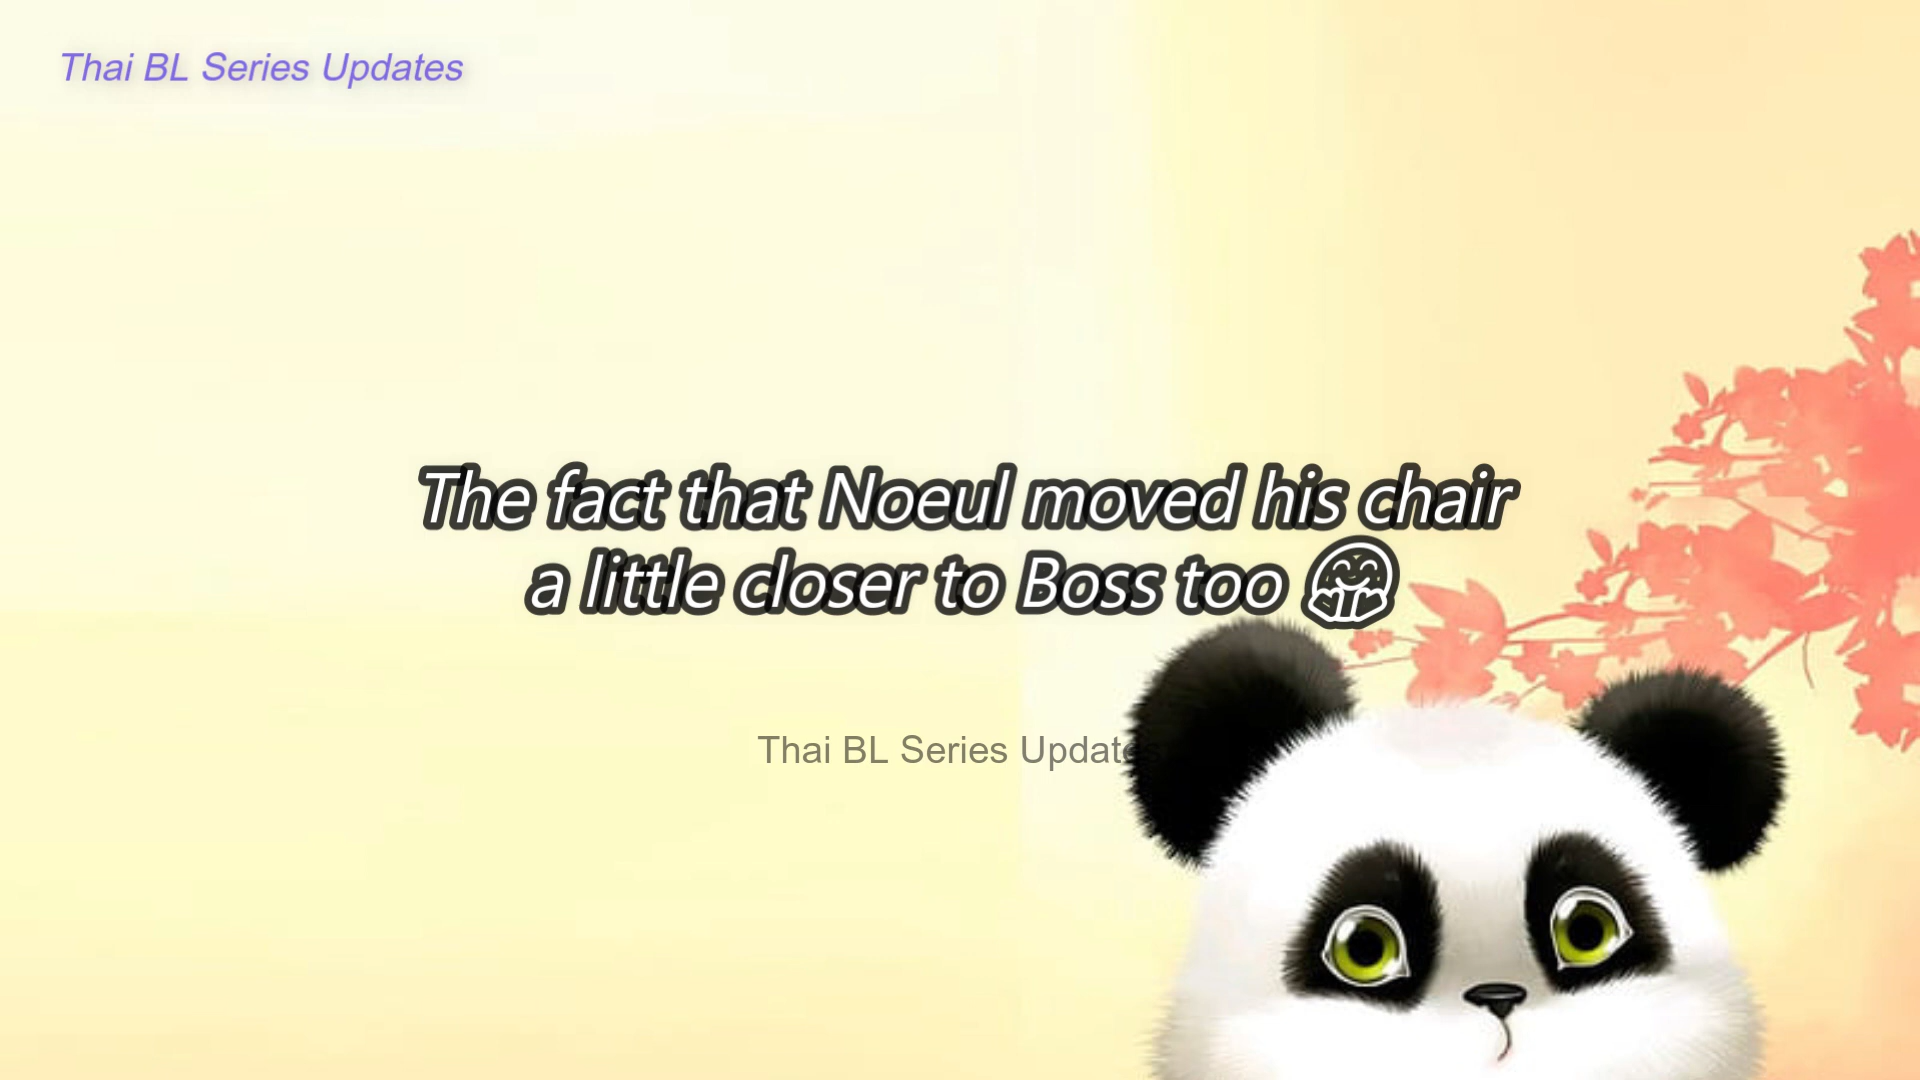 Thai BL Series Updates
The fact that Noeul moved his chair
a little closer to Boss too 🤗
Thai BL Series Updates